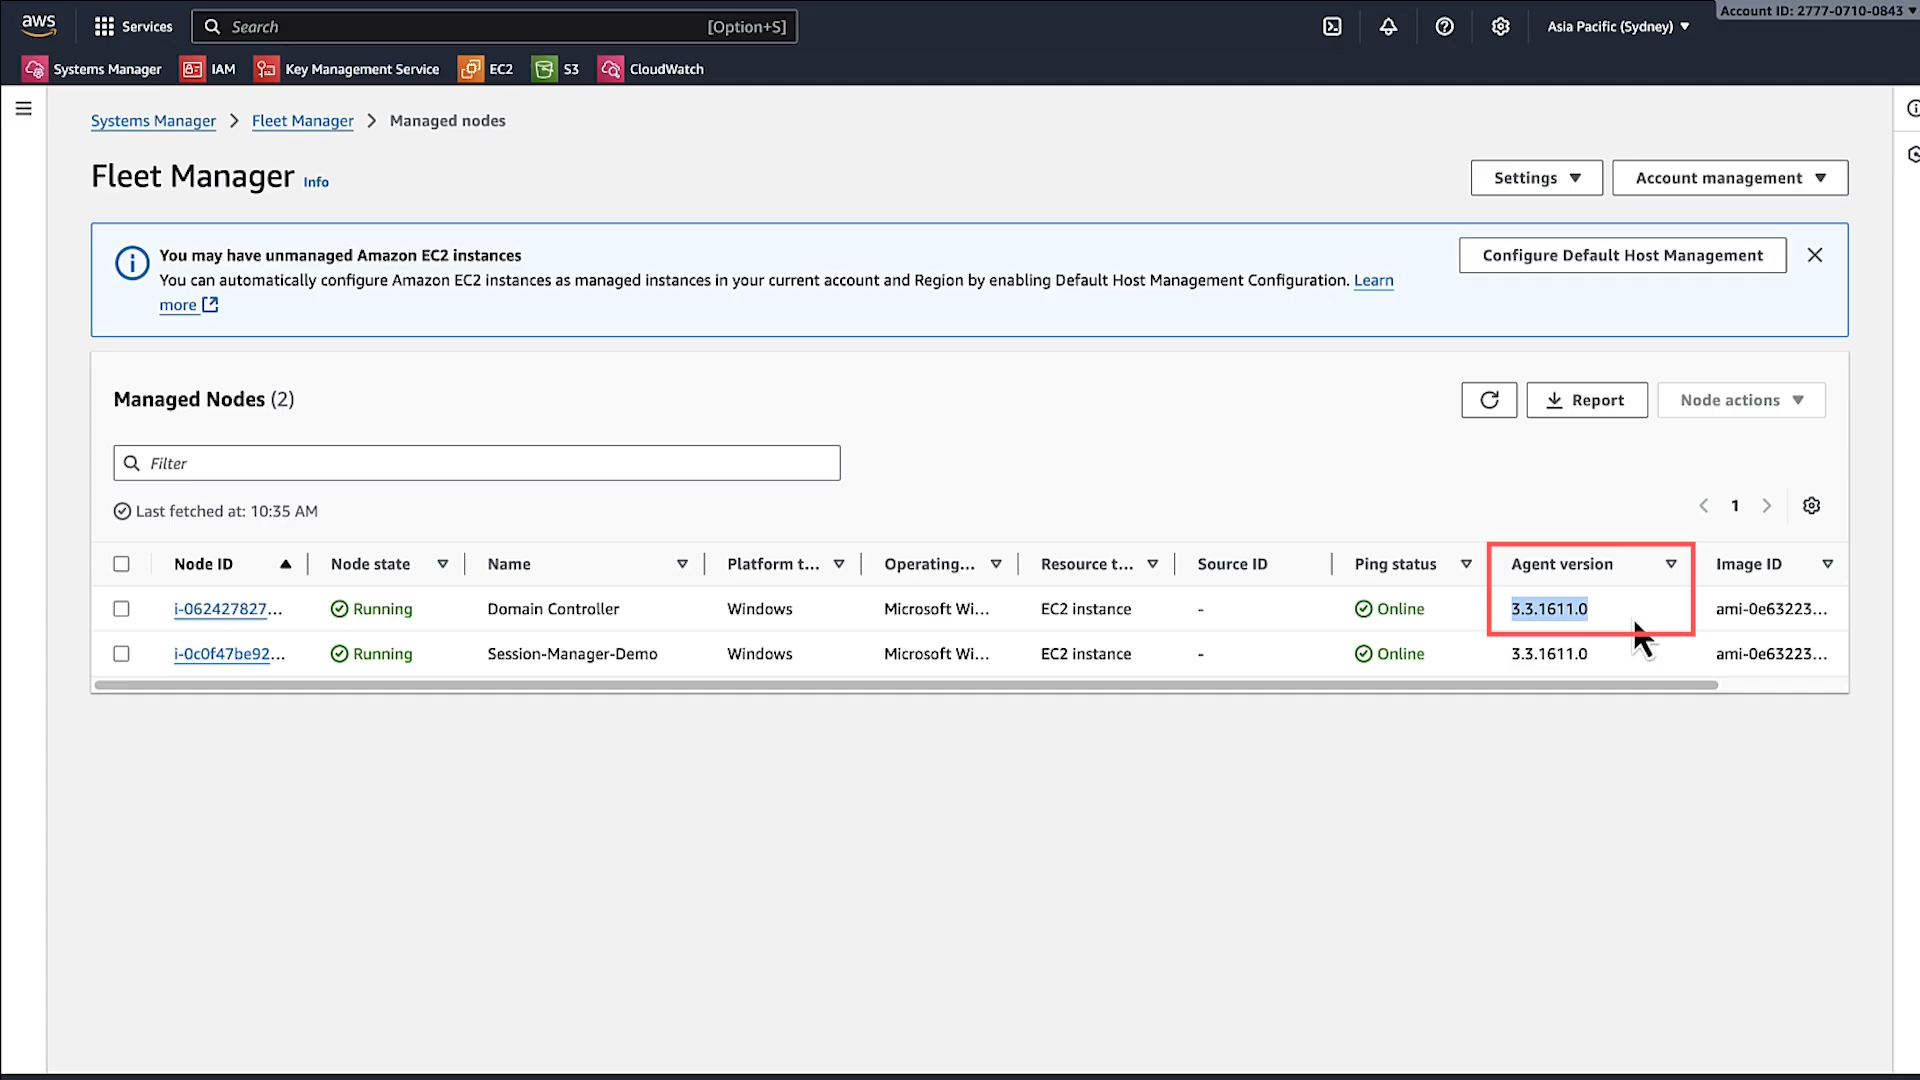 aws
Services
Search
[Option+S]
Asia Pacific (Sydney)
Account ID: 2777-0710-0843
Systems Manager
IAM
Key Management Service
EC2
S3
CloudWatch
Systems Manager
Fleet Manager
Managed nodes
Fleet Manager Info
Settings
Account management
You may have unmanaged Amazon EC2 instances
You can automatically configure Amazon EC2 instances as managed instances in your current account and Region by enabling Default Host Management Configuration. Learn
more
Configure Default Host Management
Managed Nodes (2)
Report
Node actions
Filter
Last fetched at: 10:35 AM
1
Node ID Node state Name Platform t... Operating... Resource t... Source ID Ping status Agent version Image ID
i-062427827... Running Domain Controller Windows Microsoft Wi... EC2 instance - Online 3.3.1611.0 ami-0e63223...
i-0c0f47be92... Running Session-Manager-Demo Windows Microsoft Wi... EC2 instance - Online 3.3.1611.0 ami-0e63223...